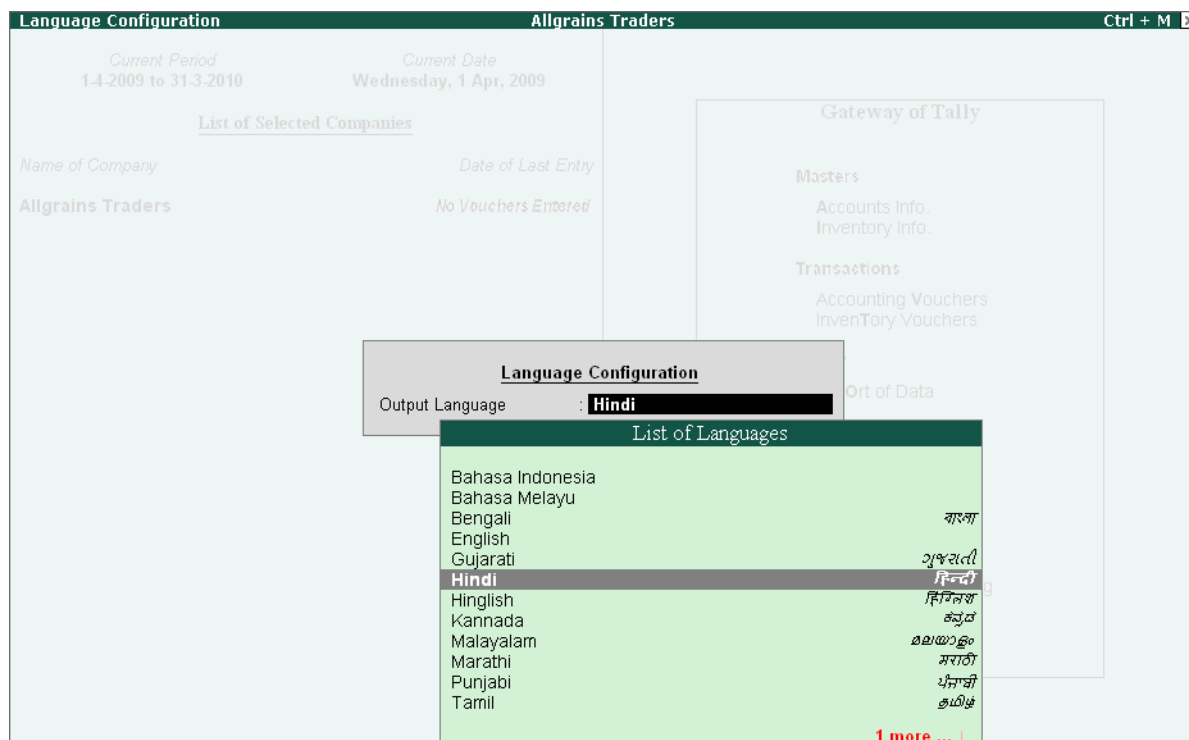 Language Configuration Allgrains Traders Ctrl + M
Current Period Current Date
1-4-2009 to 31-3-2010 Wednesday, 1 Apr, 2009
List of Selected Companies
Name of Company Date of Last Entry
Allgrains Traders No Vouchers Entered
Gateway of Tally
Masters
Accounts Info.
Inventory Info.
Transactions
Accounting Vouchers
InvenTory Vouchers
Ort of Data
Language Configuration
Output Language : Hindi
List of Languages
Bahasa Indonesia
Bahasa Melayu
Bengali বাংলা
English
Gujarati ગુજરાતી
Hindi हिन्दी
Hinglish हिंग्लिश
Kannada ಕನ್ನಡ
Malayalam മലയാളം
Marathi मराठी
Punjabi ਪੰਜਾਬੀ
Tamil தமிழ்
1 more ... ↓